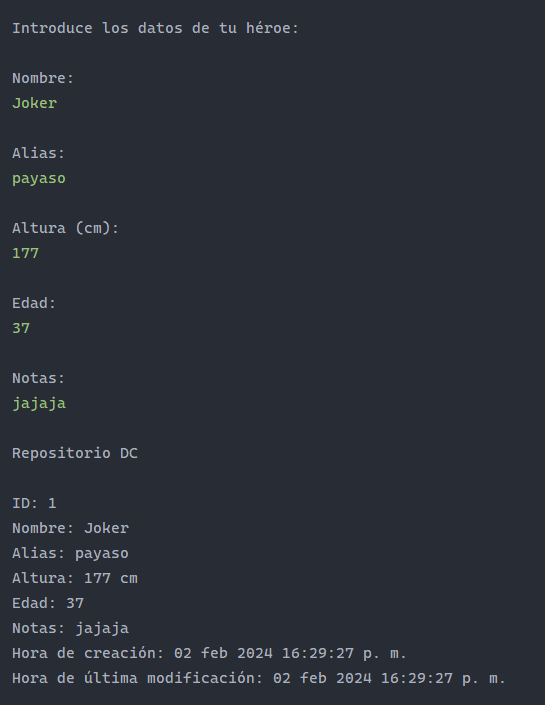 Introduce los datos de tu héroe:
Nombre:
Joker
Alias:
payaso
Altura (cm):
177
Edad:
37
Notas:
jajaja
Repositorio DC
ID: 1
Nombre: Joker
Alias: payaso
Altura: 177 cm
Edad: 37
Notas: jajaja
Hora de creación: 02 feb 2024 16:29:27 p. m.
Hora de última modificación: 02 feb 2024 16:29:27 p. m.